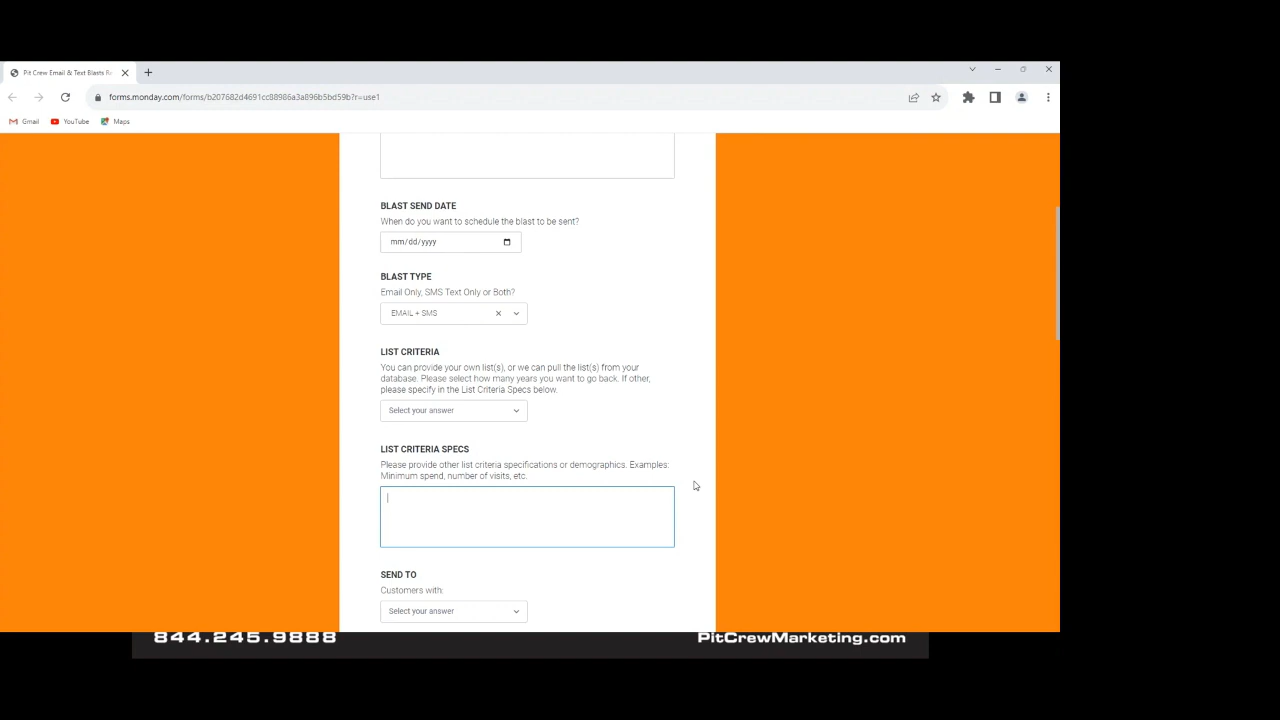 Pit Crew Email & Text Blasts R
forms.monday.com/forms/b207682d4691cc88986a3a896b5bd59b?r=use1
Gmail YouTube Maps
BLAST SEND DATE
When do you want to schedule the blast to be sent?
mm/dd/yyyy
BLAST TYPE
Email Only, SMS Text Only or Both?
EMAIL + SMS
LIST CRITERIA
You can provide your own list(s), or we can pull the list(s) from your
database. Please select how many years you want to go back. If other,
please specify in the List Criteria Specs below.
Select your answer
LIST CRITERIA SPECS
Please provide other list criteria specifications or demographics. Examples:
Minimum spend, number of visits, etc.
SEND TO
Customers with:
Select your answer
844.245.9888 PitCrewMarketing.com